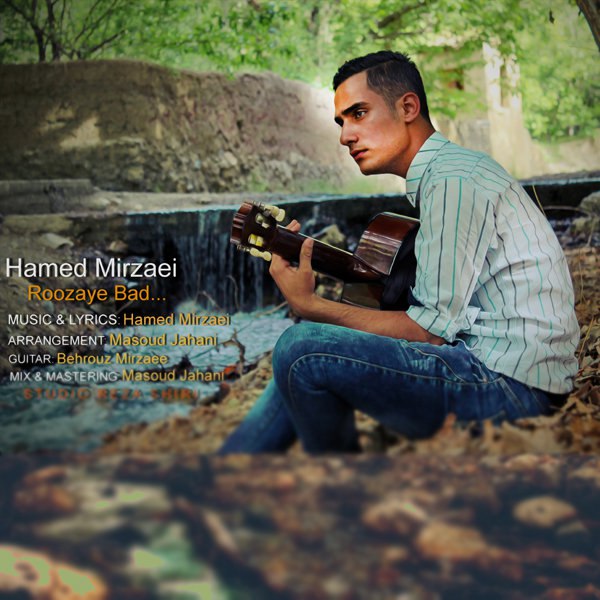 Hamed Mirzaei
Roozaye Bad...
MUSIC & LYRICS: Hamed Mirzaei
ARRANGEMENT: Masoud Jahani
GUITAR: Behrouz Mirzaee
MIX & MASTERING: Masoud Jahani
STUDIO REZA SHIRI